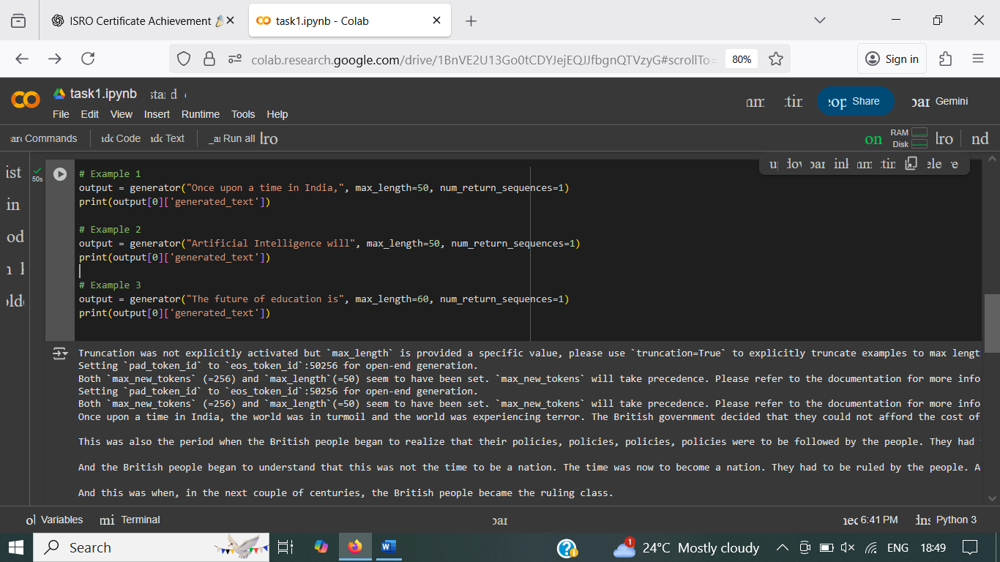 ISRO Certificate Achievement
task1.ipynb - Colab
colab.research.google.com/drive/1BnVE2U13Go0tCDYJejEQJJfbgnQTVzyG#scrollTo=
80%
Sign in
task1.ipynb
Share
Gemini
File Edit View Insert Runtime Tools Help
Commands
Code
Text
Run all
RAM
Disk
50s
# Example 1
output = generator("Once upon a time in India,", max_length=50, num_return_sequences=1)
print(output[0]['generated_text'])
# Example 2
output = generator("Artificial Intelligence will", max_length=50, num_return_sequences=1)
print(output[0]['generated_text'])
# Example 3
output = generator("The future of education is", max_length=60, num_return_sequences=1)
print(output[0]['generated_text'])
Truncation was not explicitly activated but `max_length` is provided a specific value, please use `truncation=True` to explicitly truncate examples to max lengt
Setting `pad_token_id` to `eos_token_id`:50256 for open-end generation.
Both `max_new_tokens` (=256) and `max_length`(=50) seem to have been set. `max_new_tokens` will take precedence. Please refer to the documentation for more info
Setting `pad_token_id` to `eos_token_id`:50256 for open-end generation.
Both `max_new_tokens` (=256) and `max_length`(=50) seem to have been set. `max_new_tokens` will take precedence. Please refer to the documentation for more info
Once upon a time in India, the world was in turmoil and the world was experiencing terror. The British government decided that they could not afford the cost of
This was also the period when the British people began to realize that their policies, policies, policies, policies were to be followed by the people. They had
And the British people began to understand that this was not the time to be a nation. The time was now to become a nation. They had to be ruled by the people. A
And this was when, in the next couple of centuries, the British people became the ruling class.
Variables
Terminal
6:41 PM
Python 3
Search
1
24°C Mostly cloudy
ENG
18:49